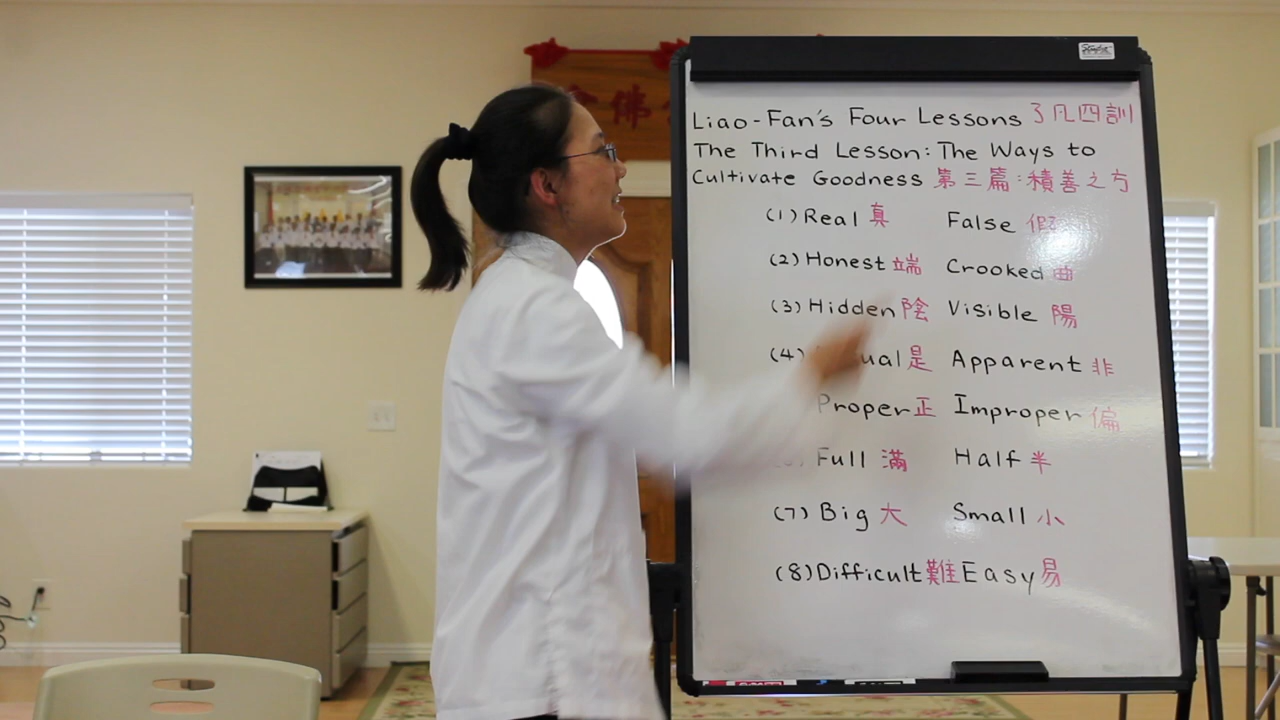 佛
Liao-Fan's Four Lessons 了凡四訓
The Third Lesson: The Ways to
Cultivate Goodness 第三篇:積善之方
(1) Real 真 False 假
(2) Honest 端 Crooked 曲
(3) Hidden 陰 Visible 陽
(4) ual 是 Apparent 非
Proper 正 Improper 偏
Full 滿 Half 半
(7) Big 大 Small 小
(8) Difficult 難 Easy 易